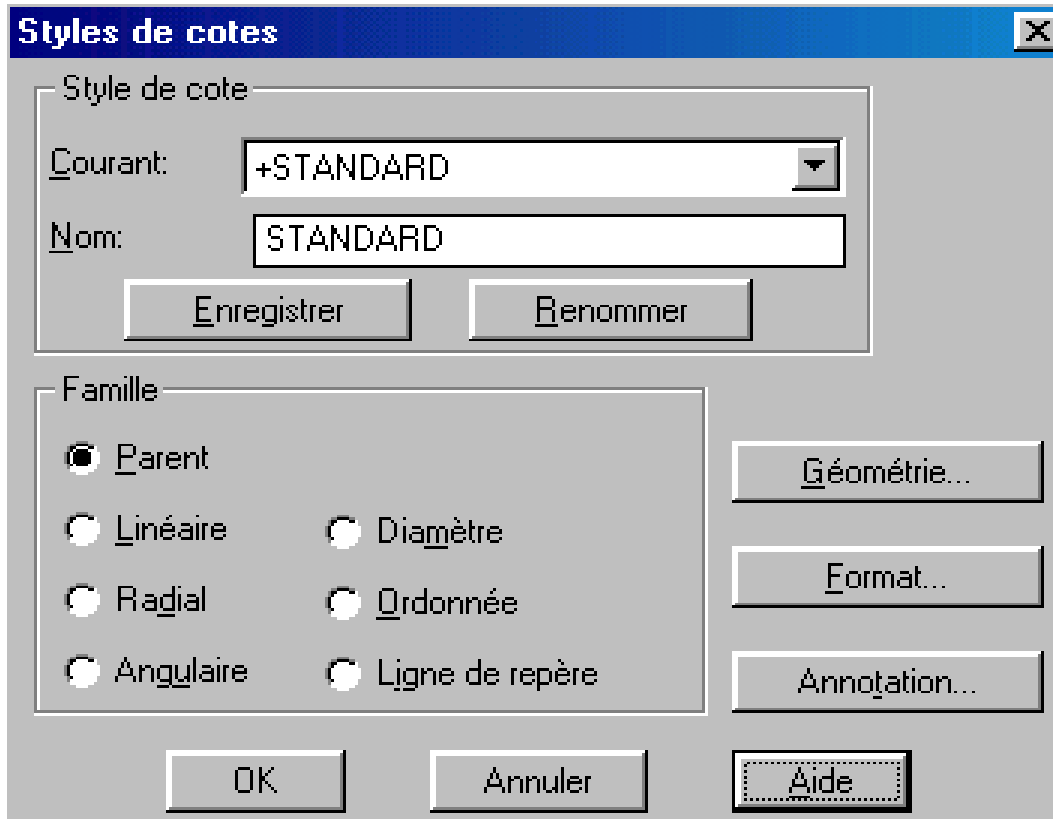 Styles de cotes
Style de cote
Courant: +STANDARD
Nom: STANDARD
Enregistrer Renommer
Famille
Parent
Géométrie...
Linéaire Diamètre
Format...
Radial Ordonnée
Angulaire Ligne de repère
Annotation...
OK Annuler Aide